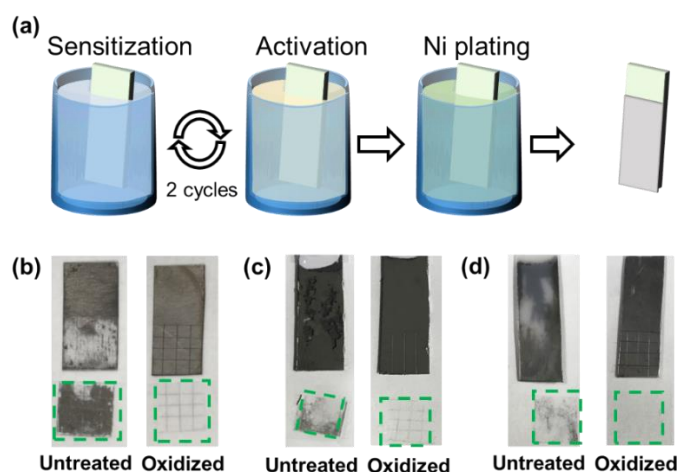 (a)
Sensitization Activation Ni plating
2 cycles
(b) (c) (d)
Untreated Oxidized Untreated Oxidized Untreated Oxidized